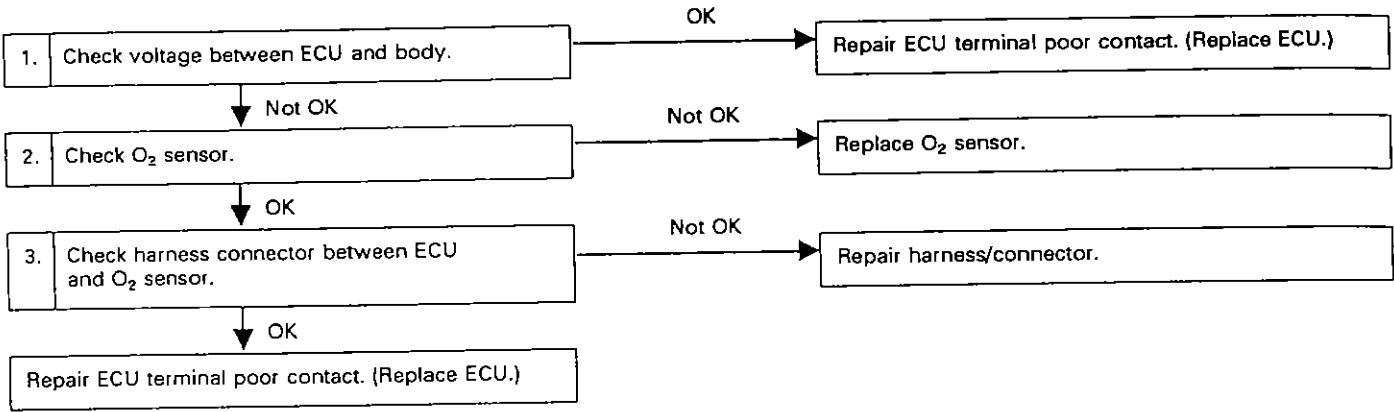 OK
1. Check voltage between ECU and body.
Repair ECU terminal poor contact. (Replace ECU.)
Not OK
Not OK
2. Check O₂ sensor.
Replace O₂ sensor.
OK
Not OK
3. Check harness connector between ECU
and O₂ sensor.
Repair harness/connector.
OK
Repair ECU terminal poor contact. (Replace ECU.)